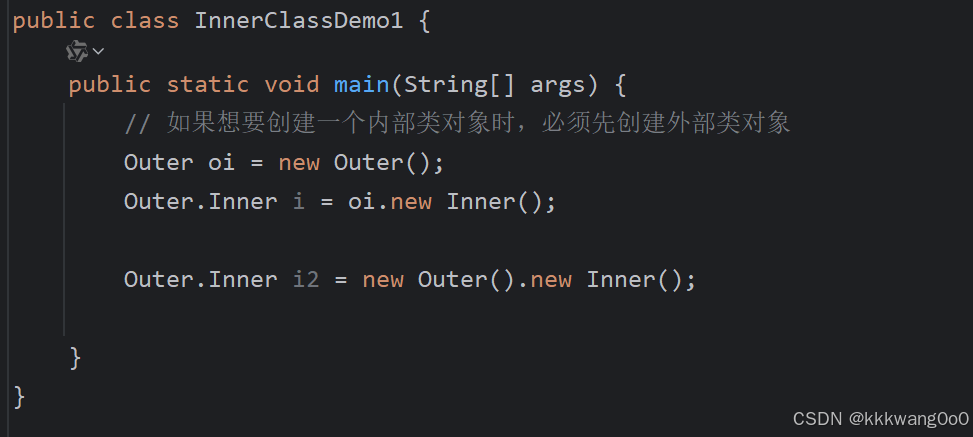 public class InnerClassDemo1 {
public static void main(String[] args) {
// 如果想要创建一个内部类对象时，必须先创建外部类对象
Outer oi = new Outer();
Outer.Inner i = oi.new Inner();
Outer.Inner i2 = new Outer().new Inner();
}
}
CSDN @kkkwang0o0